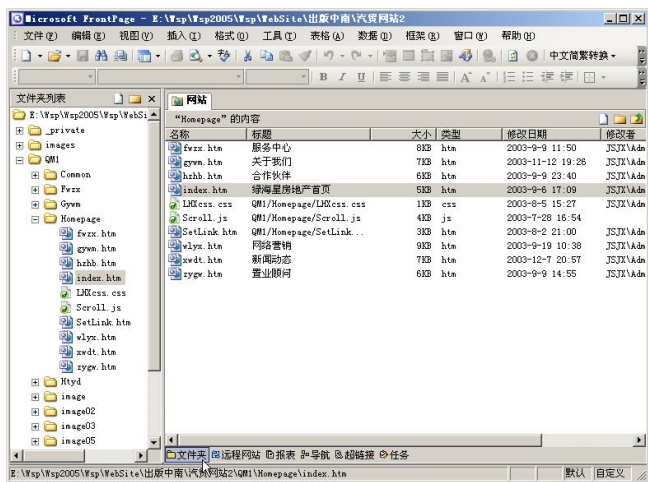 Microsoft FrontPage - E:\Wsp\Wsp2005\Wsp\WebSite\出版中南\汽贸网站2
文件(F) 编辑(E) 视图(V) 插入(I) 格式(O) 工具(T) 表格(A) 数据(D) 框架(R) 窗口(W) 帮助(H)
中文简繁转换
B I U A A
文件夹列表
网站
E:\Wsp\Wsp2005\Wsp\WebSi
"Homepage"的内容
_private
images
QM1
Common
Fwzx
Gywm
Homepage
fwzx.htm
gywm.htm
hzhb.htm
index.htm
LHXcss.css
Scroll.js
SetLink.htm
wlyx.htm
xwdt.htm
zygw.htm
Htyd
image
image02
image03
image05
名称 标题 大小 类型 修改日期 修改者
fwzx.htm 服务中心 8KB htm 2003-9-9 11:50 JSJX\Adm
gywm.htm 关于我们 7KB htm 2003-11-12 19:26 JSJX\Adm
hzhb.htm 合作伙伴 6KB htm 2003-9-9 23:40 JSJX\Adm
index.htm 绿海星房地产首页 5KB htm 2003-9-6 17:09 JSJX\Adm
LHXcss.css QM1/Homepage/LHXcss.css 1KB css 2003-8-5 15:27 JSJX\Adm
Scroll.js QM1/Homepage/Scroll.js 4KB js 2003-7-28 16:54
SetLink.htm QM1/Homepage/SetLink... 3KB htm 2003-8-2 21:00 JSJX\Adm
wlyx.htm 网络营销 9KB htm 2003-9-19 10:38 JSJX\Adm
xwdt.htm 新闻动态 7KB htm 2003-12-7 20:57 JSJX\Adm
zygw.htm 置业顾问 6KB htm 2003-9-9 14:55 JSJX\Adm
文件夹 远程网站 报表 导航 超链接 任务
E:\Wsp\Wsp2005\Wsp\WebSite\出版中南\汽贸网站2\QM1\Homepage\index.htm 默认 自定义